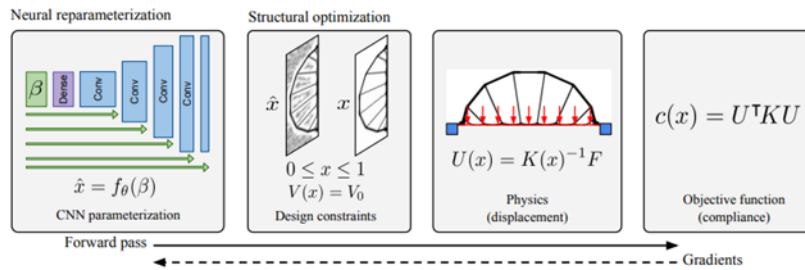 Neural reparameterization
Structural optimization
β
Dense
Conv
Conv
Conv
Conv
x̂ = f_θ(β)
CNN parameterization
x̂
x
0 ≤ x ≤ 1
V(x) = V₀
Design constraints
U(x) = K(x)⁻¹F
Physics
(displacement)
c(x) = UᵀKU
Objective function
(compliance)
Forward pass
Gradients